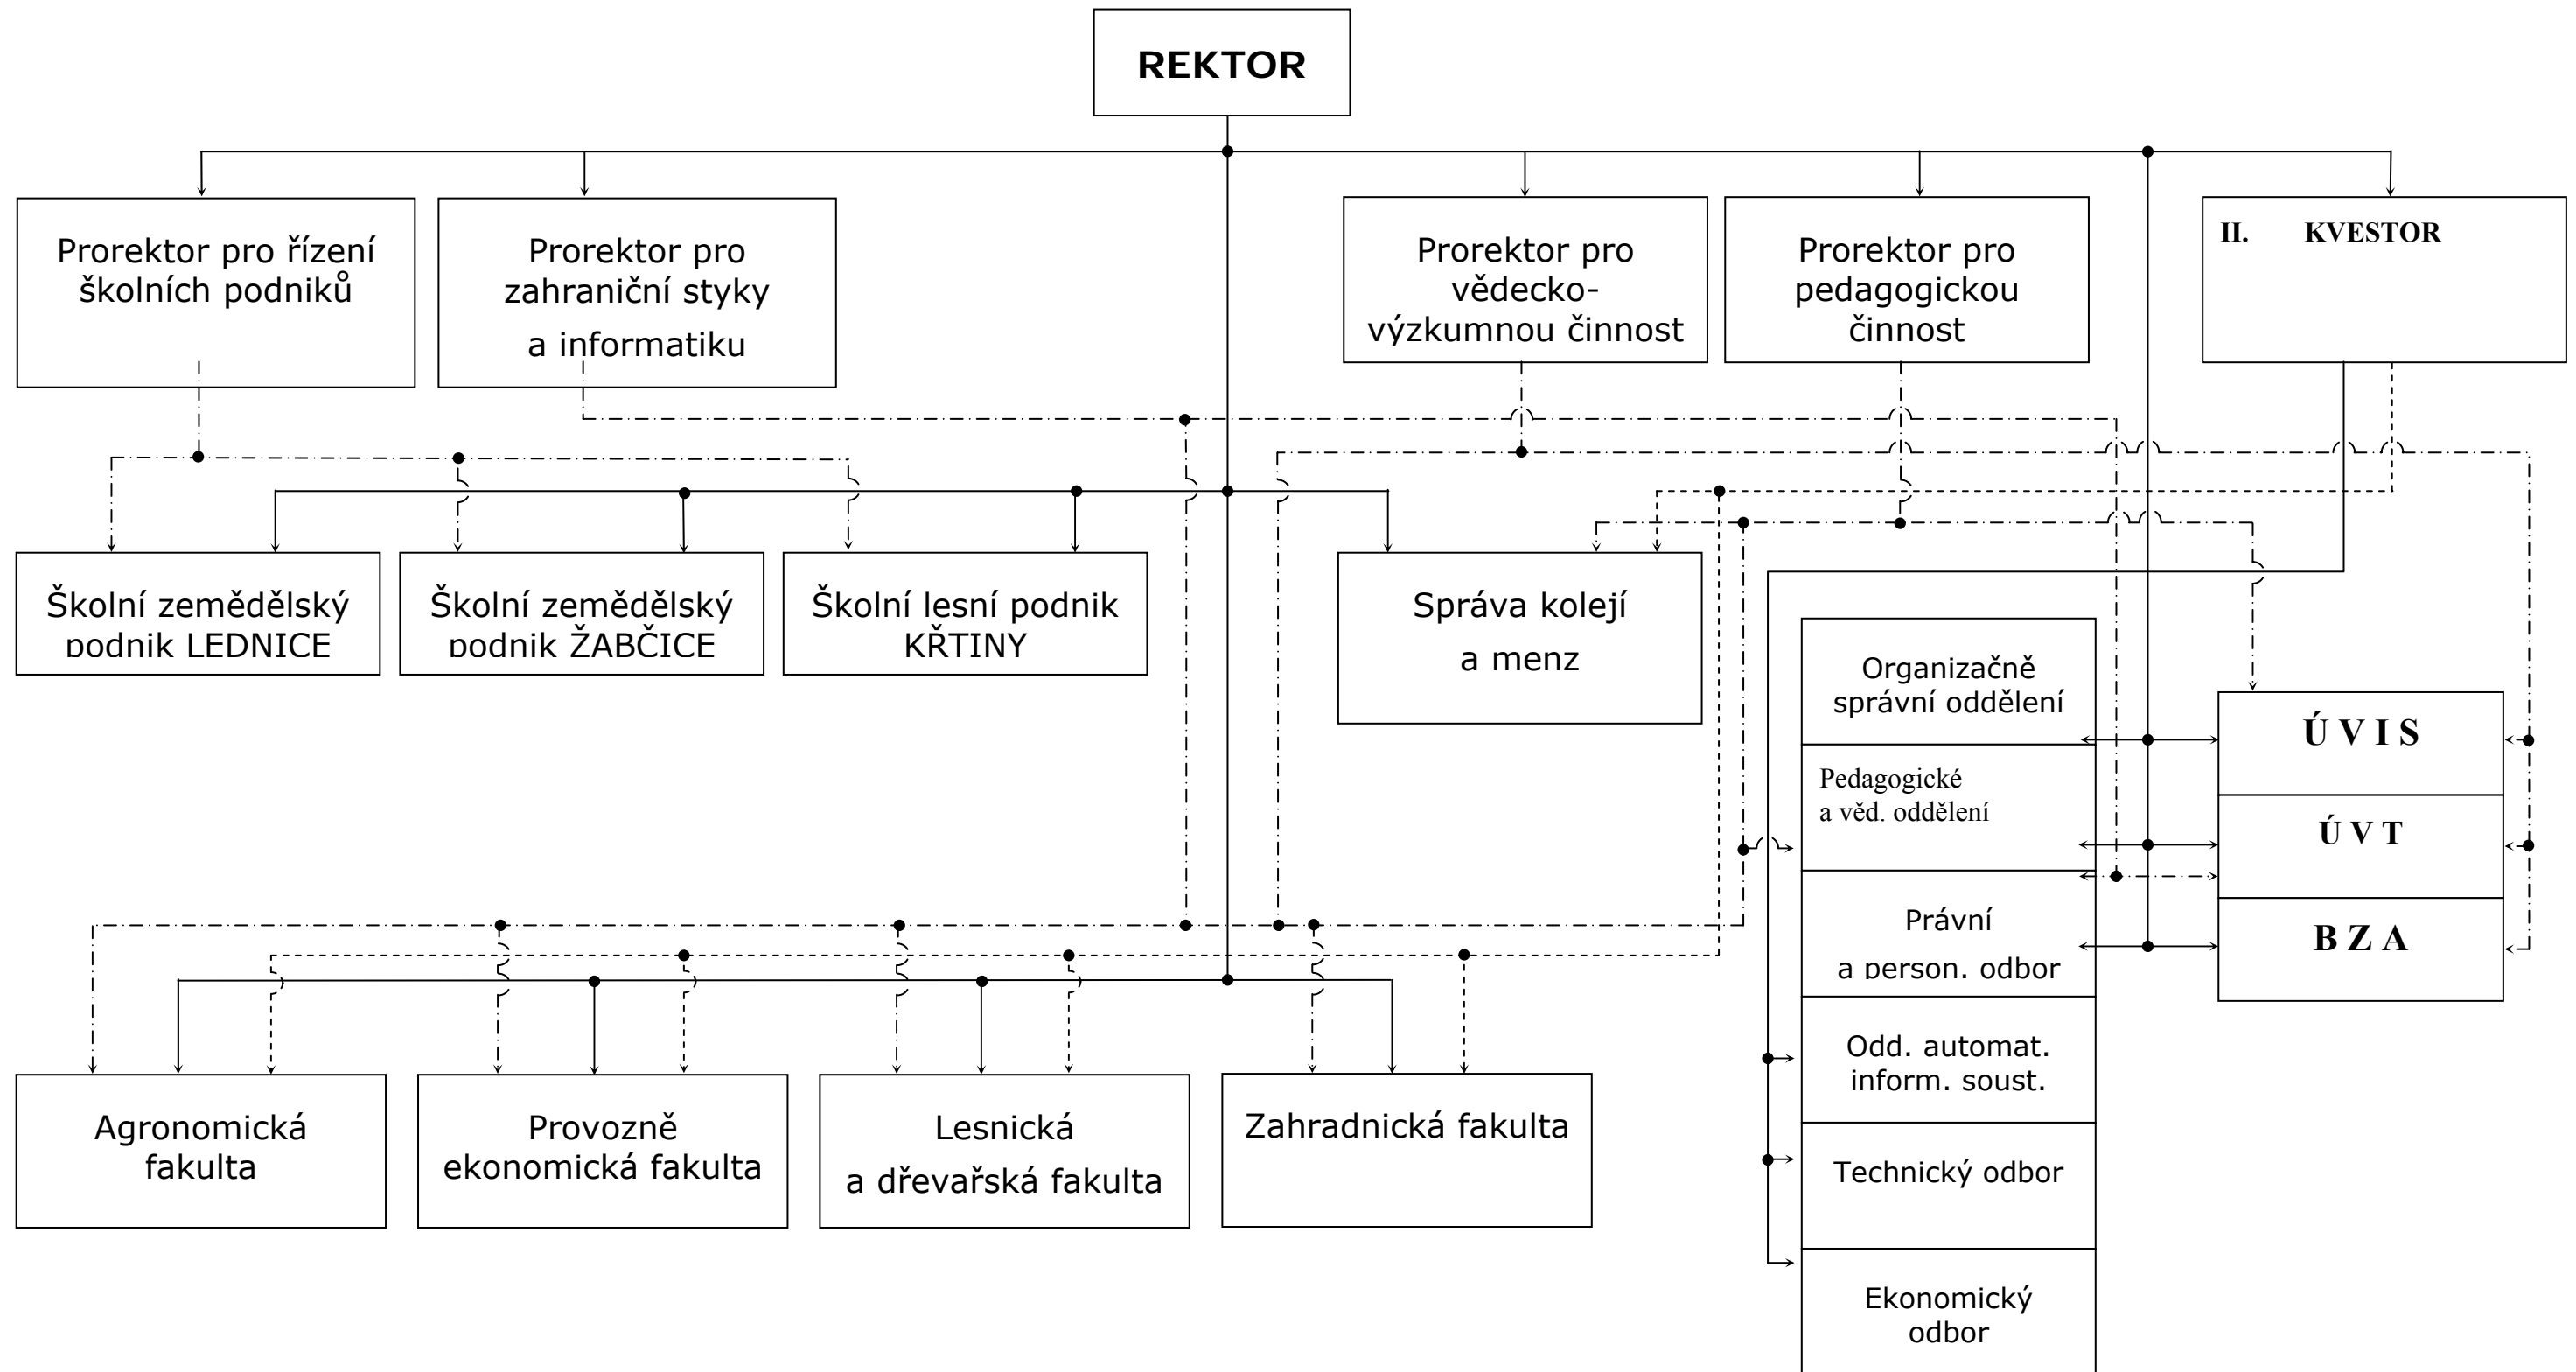 REKTOR
Prorektor pro řízení
školních podniků
Prorektor pro
zahraniční styky
a informatiku
Prorektor pro
vědecko-
výzkumnou činnost
Prorektor pro
pedagogickou
činnost
II. KVESTOR
Školní zemědělský
podnik LEDNICE
Školní zemědělský
podnik ŽABČICE
Školní lesní podnik
KŘTINY
Správa kolejí
a menz
Organizačně
správní oddělení
Pedagogické
a věd. oddělení
Právní
a person. odbor
Odd. automat.
inform. soust.
Technický odbor
Ekonomický
odbor
Ú V I S
Ú V T
B Z A
Agronomická
fakulta
Provozně
ekonomická fakulta
Lesnická
a dřevařská fakulta
Zahradnická fakulta